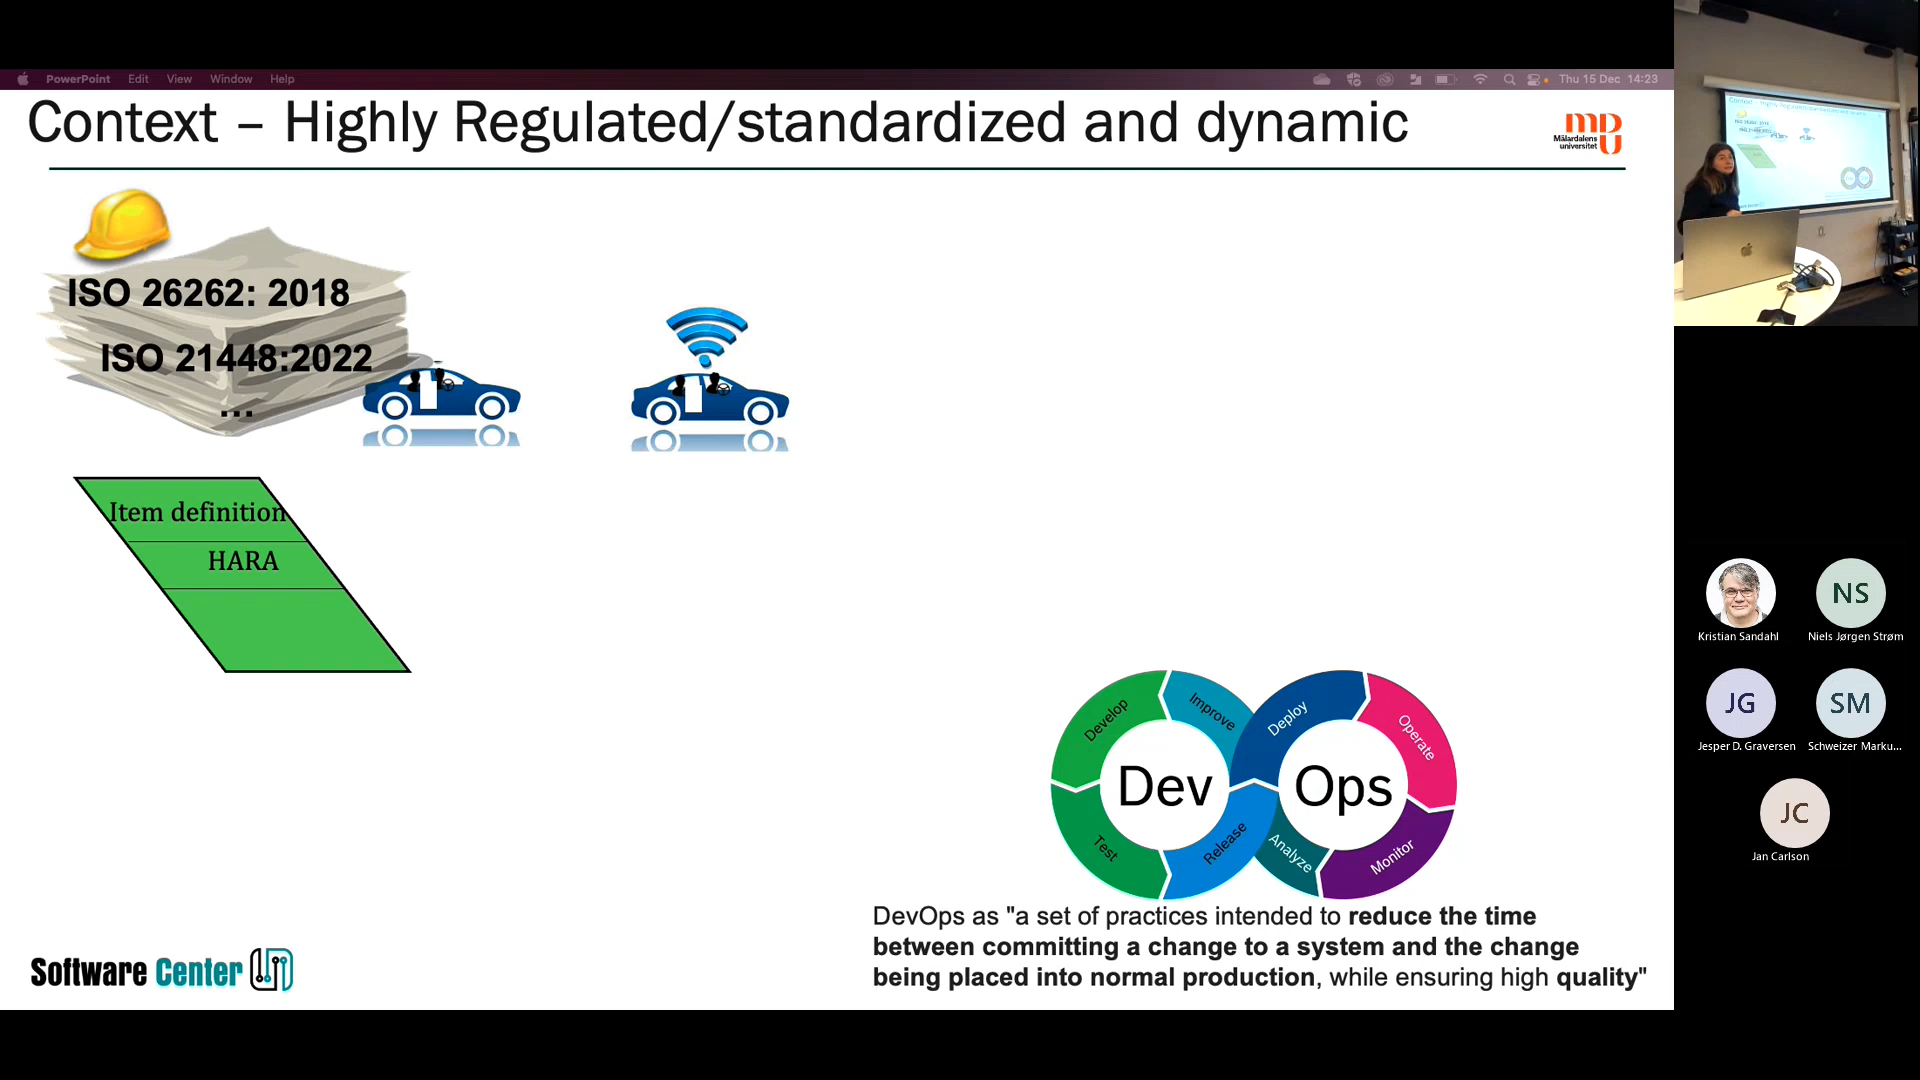 PowerPoint Edit View Window Help
Thu 15 Dec 14:23
Context – Highly Regulated/standardized and dynamic
Mälardalens
universitet
ISO 26262: 2018
ISO 21448:2022
...
Item definition
HARA
Develop
Improve
Test
Release
Dev
Deploy
Operate
Analyze
Monitor
Ops
DevOps as "a set of practices intended to reduce the time
between committing a change to a system and the change
being placed into normal production, while ensuring high quality"
Software Center
Kristian Sandahl
NS
Niels Jørgen Strøm
JG
Jesper D. Graversen
SM
Schweizer Marku...
JC
Jan Carlson